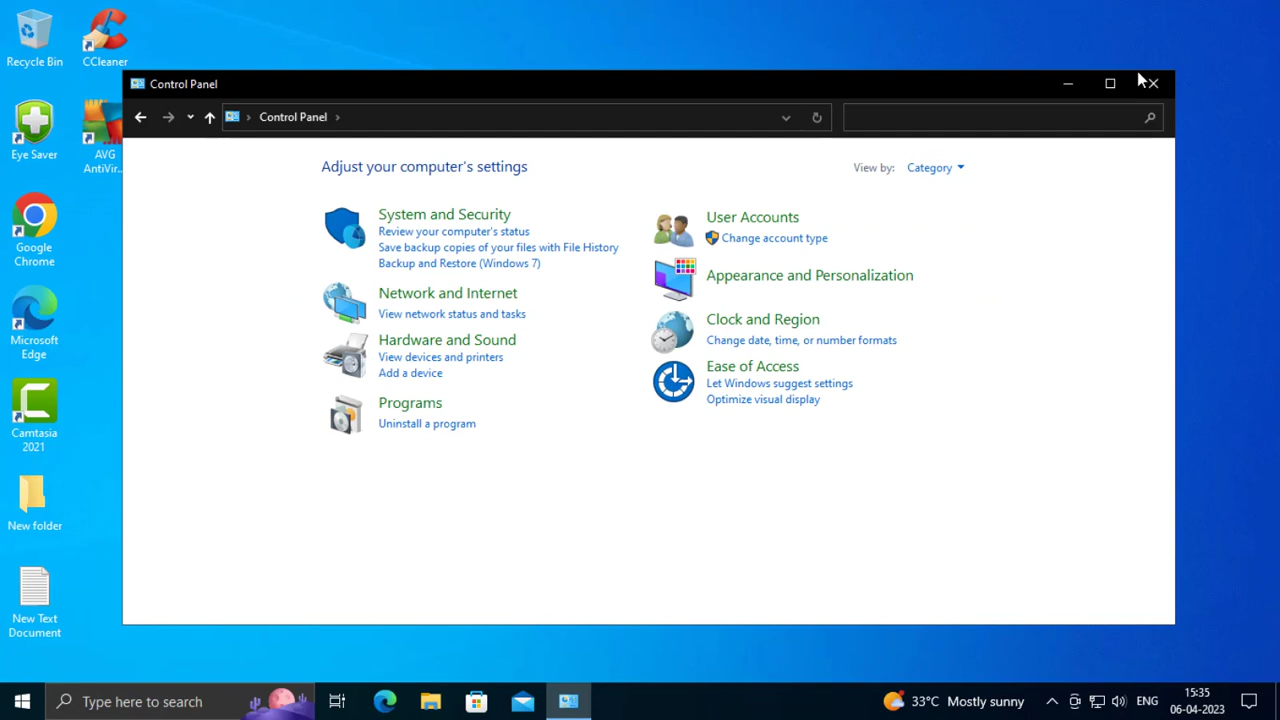 Recycle Bin
CCleaner
Eye Saver
AVG
AntiVir...
Google
Chrome
Microsoft
Edge
Camtasia
2021
New folder
New Text
Document
Control Panel
Control Panel
Adjust your computer's settings
View by:
Category
System and Security
Review your computer's status
Save backup copies of your files with File History
Backup and Restore (Windows 7)
Network and Internet
View network status and tasks
Hardware and Sound
View devices and printers
Add a device
Programs
Uninstall a program
User Accounts
Change account type
Appearance and Personalization
Clock and Region
Change date, time, or number formats
Ease of Access
Let Windows suggest settings
Optimize visual display
Type here to search
33°C Mostly sunny
ENG
15:35
06-04-2023